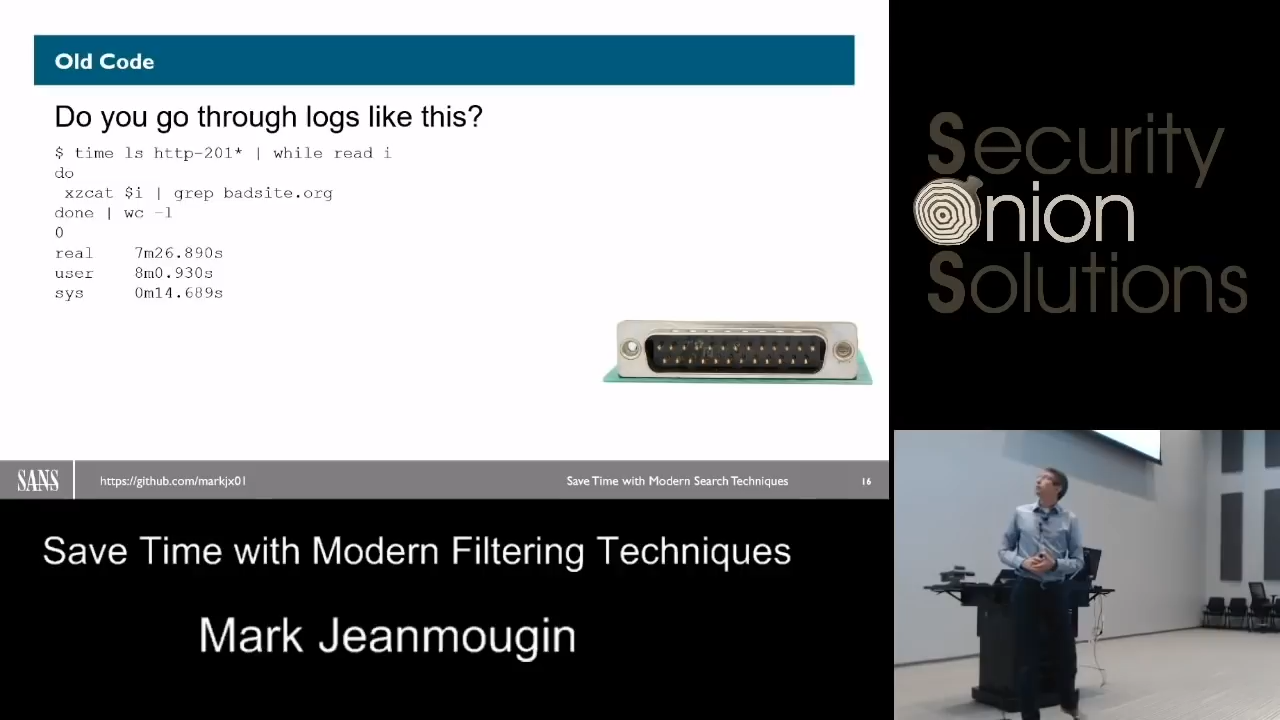 Old Code
Do you go through logs like this?
$ time ls http-201* | while read i
do
 xzcat $i | grep badsite.org
done | wc -l
0
real    7m26.890s
user    8m0.930s
sys     0m14.689s
SANS
https://github.com/markjx01
Save Time with Modern Search Techniques
16
Security
Onion
Solutions
Save Time with Modern Filtering Techniques
Mark Jeanmougin